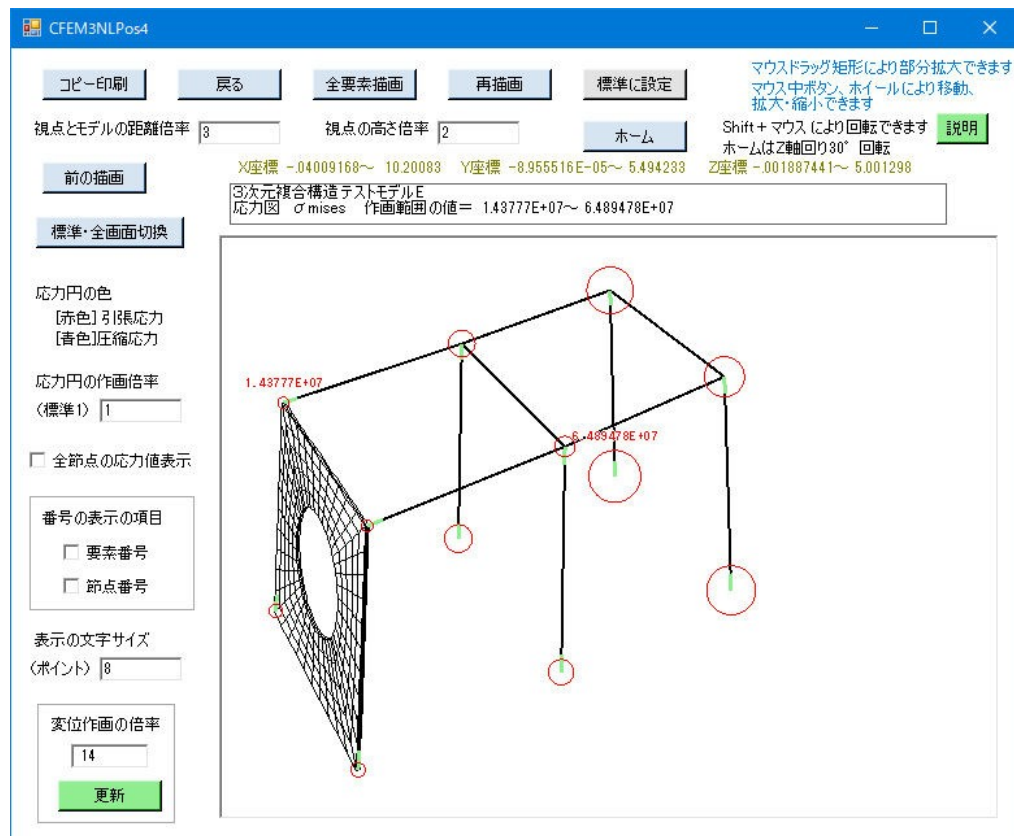 CFEM3NLPos4
コピー印刷
戻る
全要素描画
再描画
標準に設定
マウスドラッグ矩形により部分拡大できます
マウス中ボタン、ホイールにより移動、
拡大・縮小できます
視点とモデルの距離倍率 3
視点の高さ倍率 2
ホーム
Shift+マウスにより回転できます
ホームはZ軸回り30° 回転
説明
前の描画
X座標 -.04009168～ 10.20083 Y座標 -8.955516E-05～ 5.494233 Z座標 -.001887441～ 5.001298
3次元複合構造テストモデルE
応力図 σmises 作画範囲の値＝ 1.43777E+07～ 6.489478E+07
標準・全画面切換
応力円の色
[赤色]引張応力
[青色]圧縮応力
応力円の作画倍率
(標準1) 1
全節点の応力値表示
番号の表示の項目
要素番号
節点番号
表示の文字サイズ
(ポイント) 8
変位作画の倍率
14
更新
1.43777E+07
6.489478E+07